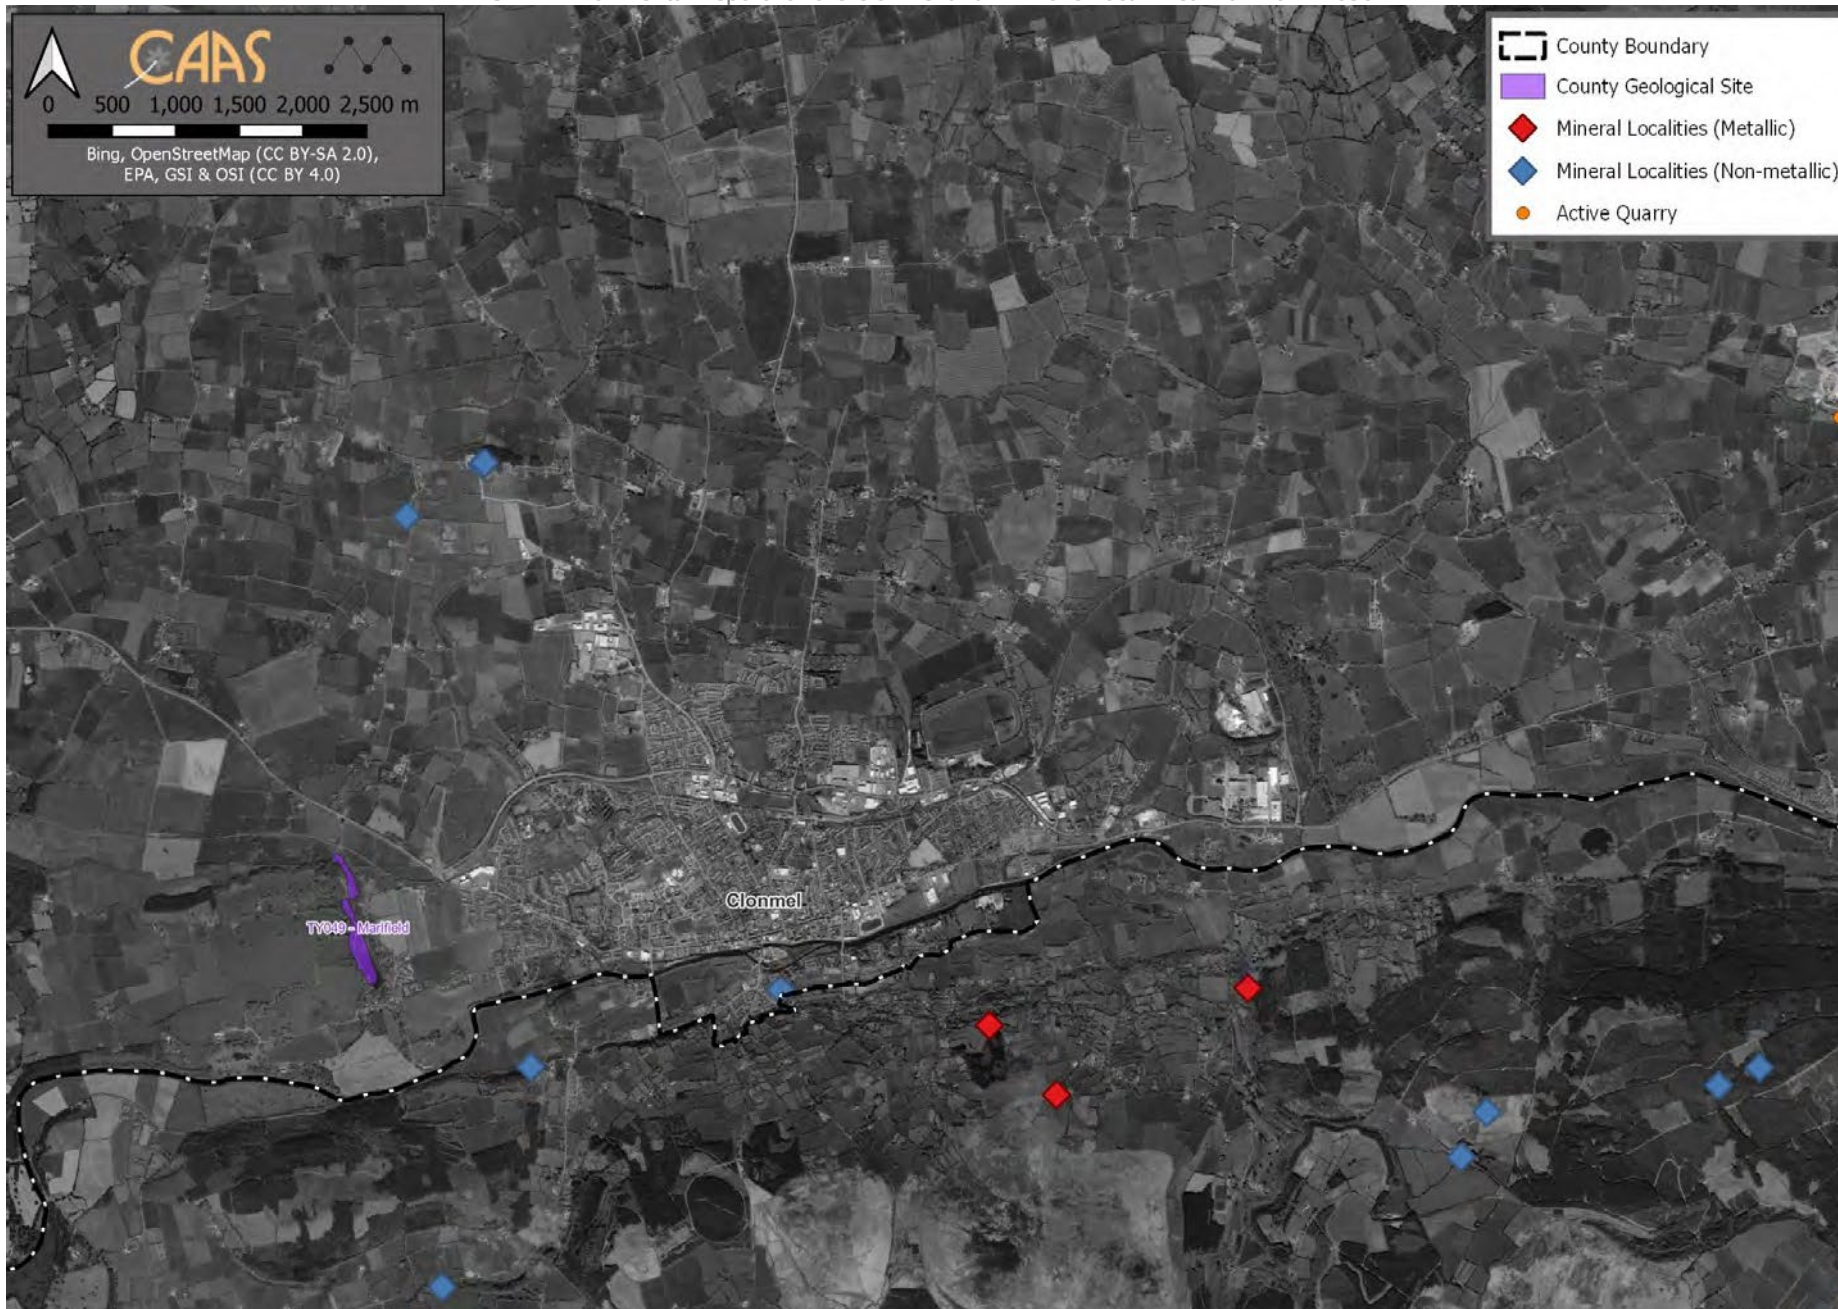 CAAS
0 500 1,000 1,500 2,000 2,500 m
Bing, OpenStreetMap (CC BY-SA 2.0),
EPA, GSI & OSI (CC BY 4.0)
County Boundary
County Geological Site
Mineral Localities (Metallic)
Mineral Localities (Non-metallic)
Active Quarry
Clonmel
TY049 - Marlfield